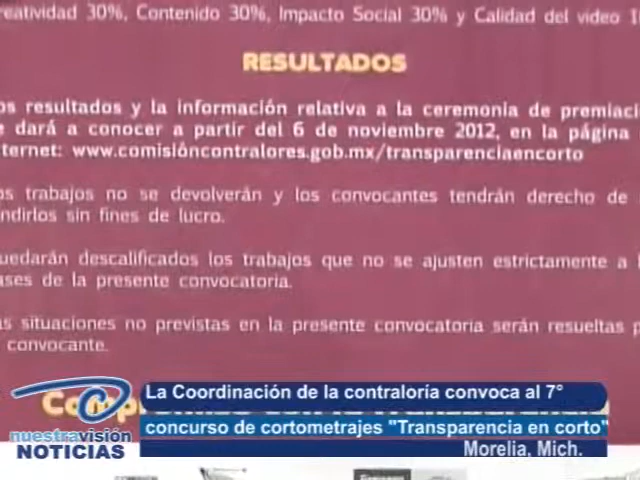 reatividad 30%, Contenido 30%, Impacto Social 30% y Calidad del video 1
RESULTADOS
os resultados y la información relativa a la ceremonia de premiac
e dará a conocer a partir del 6 de noviembre 2012, en la página
nternet: www.comisióncontralores.gob.mx/transparenciaencorto
os trabajos no se devolverán y los convocantes tendrán derecho de
ndirlos sin fines de lucro.
uedarán descalificados los trabajos que no se ajusten estrictamente a l
ases de la presente convocatoria.
as situaciones no previstas en la presente convocatoria serán resueltas p
convocante.
La Coordinación de la contraloría convoca al 7°
concurso de cortometrajes "Transparencia en corto"
Morelia, Mich.
nuestravisión
NOTICIAS